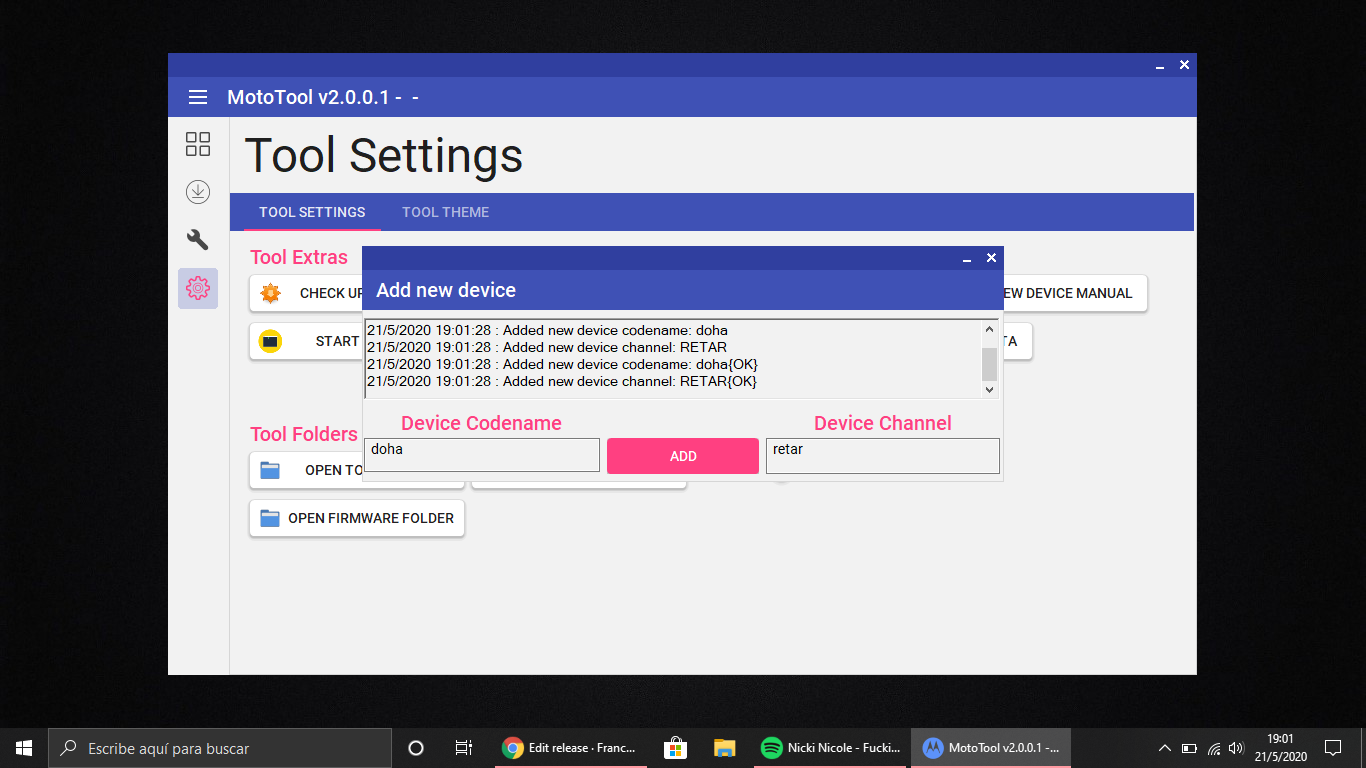 MotoTool v2.0.0.1 - -
Tool Settings
TOOL SETTINGS
TOOL THEME
Tool Extras
CHECK UP
EW DEVICE MANUAL
START
TA
Add new device
21/5/2020 19:01:28 : Added new device codename: doha
21/5/2020 19:01:28 : Added new device channel: RETAR
21/5/2020 19:01:28 : Added new device codename: doha{OK}
21/5/2020 19:01:28 : Added new device channel: RETAR{OK}
Device Codename
Device Channel
doha
ADD
retar
Tool Folders
OPEN TO
OPEN FIRMWARE FOLDER
Escribe aquí para buscar
Edit release · Franc...
Nicki Nicole - Fucki...
MotoTool v2.0.0.1 -...
19:01
21/5/2020